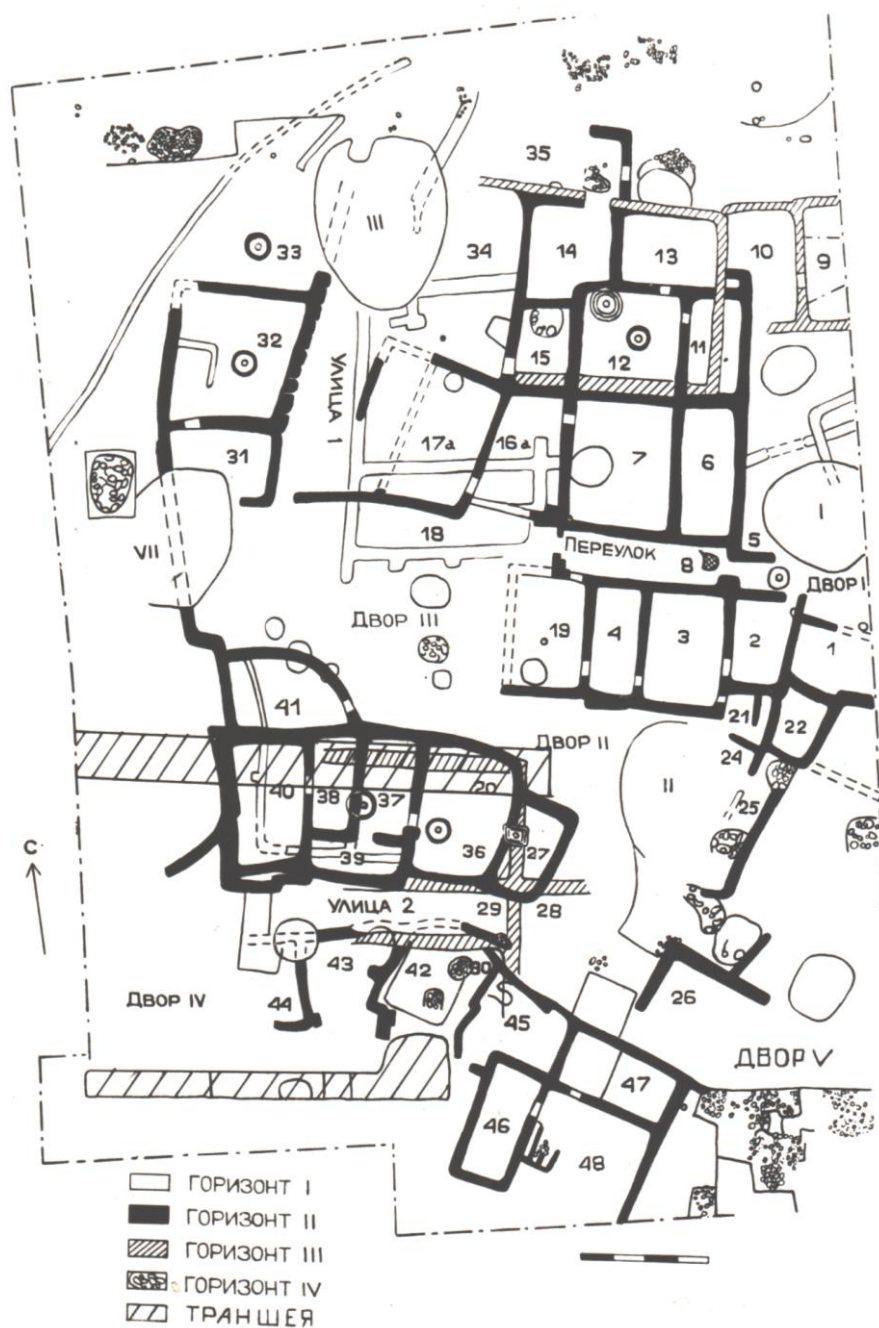 35
III
34
14
13
10
9
33
32
УЛИЦА 1
15
12
11
31
17а
16а
7
6
I
18
5
VII
ПЕРЕУЛОК
8
ДВОР I
ДВОР III
19
4
3
2
1
41
21
22
ДВОР II
24
II
40
38
37
20
25
39
36
27
С
УЛИЦА 2
29
28
43
42
30
26
ДВОР IV
44
45
ДВОР V
47
46
48
ГОРИЗОНТ I
ГОРИЗОНТ II
ГОРИЗОНТ III
ГОРИЗОНТ IV
ТРАНШЕЯ